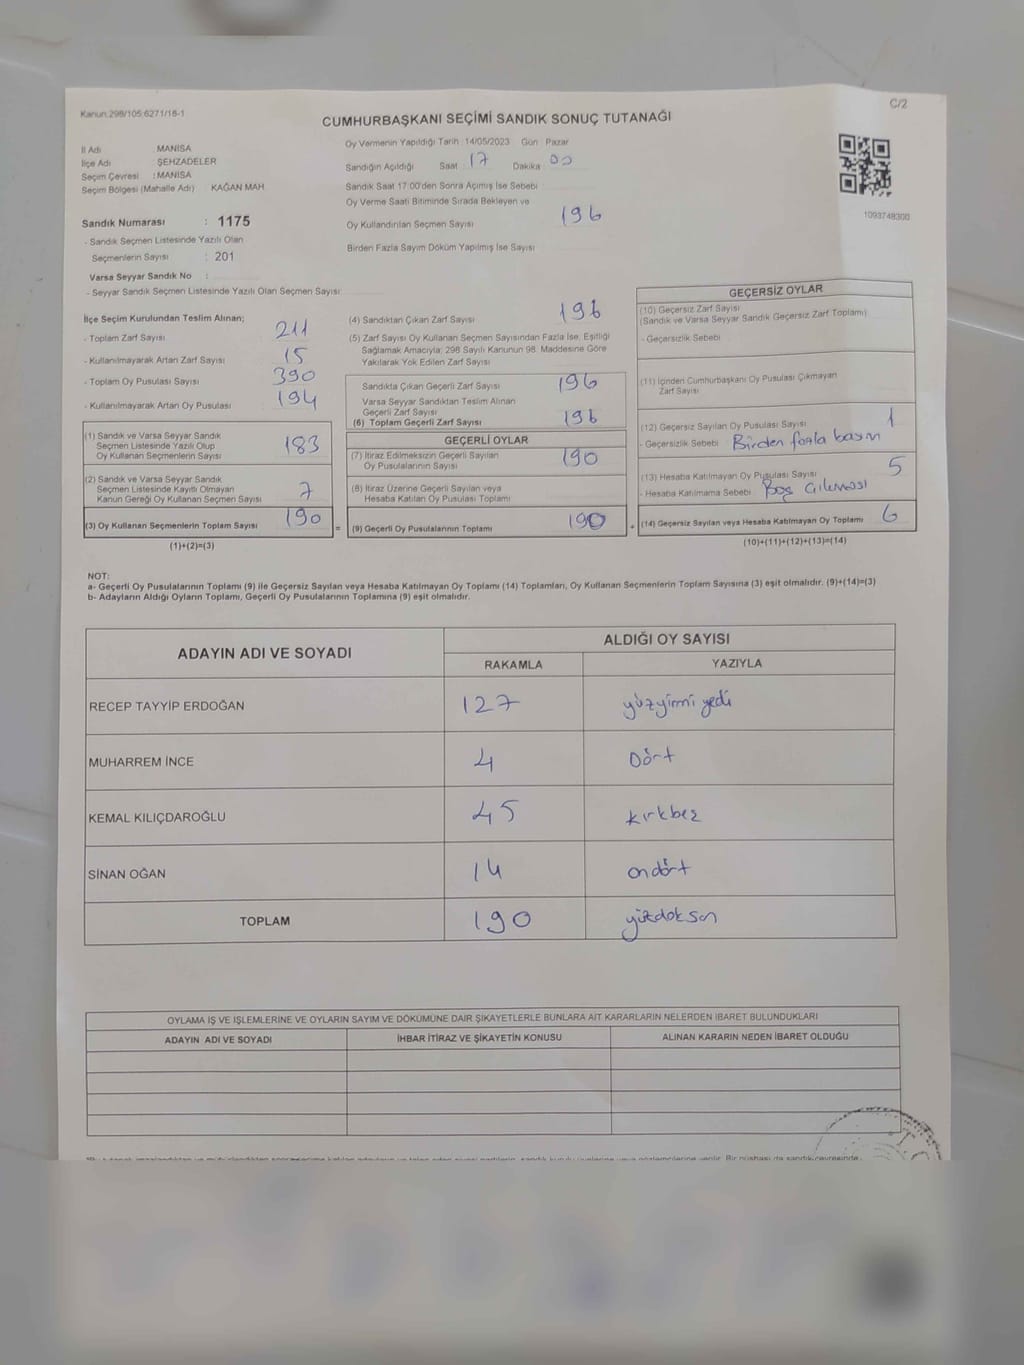 Kanun:298/105;6271/16-1
C/2
CUMHURBAŞKANI SEÇİMİ SANDIK SONUÇ TUTANAĞI
İl Adı MANİSA
İlçe Adı ŞEHZADELER
Seçim Çevresi :MANİSA
Seçim Bölgesi (Mahalle Adı) : KAĞAN MAH.
Oy Vermenin Yapıldığı Tarih :14/05/2023 Gün : Pazar
Sandığın Açıldığı Saat 17 Dakika 00
Sandık Saat 17:00'den Sonra Açımış İse Sebebi
Oy Verme Saati Bitiminde Sırada Bekleyen ve
Oy Kullandırılan Seçmen Sayısı 196
Birden Fazla Sayım Döküm Yapılmış İse Sayısı
1093748300
Sandık Numarası : 1175
- Sandık Seçmen Listesinde Yazılı Olan
Seçmenlerin Sayısı : 201
Varsa Seyyar Sandık No :
- Seyyar Sandık Seçmen Listesinde Yazılı Olan Seçmen Sayısı:
İlçe Seçim Kurulundan Teslim Alınan;
- Toplam Zarf Sayısı : 211
- Kullanılmayarak Artan Zarf Sayısı : 15
- Toplam Oy Pusulası Sayısı : 390
- Kullanılmayarak Artan Oy Pusulası : 194
(1) Sandık ve Varsa Seyyar Sandık
Seçmen Listesinde Yazılı Olup
Oy Kullanan Seçmenlerin Sayısı 183
(2) Sandık ve Varsa Seyyar Sandık
Seçmen Listesinde Kayıtlı Olmayan
Kanun Gereği Oy Kullanan Seçmen Sayısı 7
(3) Oy Kullanan Seçmenlerin Toplam Sayısı 190
(1)+(2)=(3)
(4) Sandıktan Çıkan Zarf Sayısı 196
(5) Zarf Sayısı Oy Kullanan Seçmen Sayısından Fazla İse, Eşitliği
Sağlamak Amacıyla; 298 Sayılı Kanunun 98. Maddesine Göre
Yakılarak Yok Edilen Zarf Sayısı
Sandıkta Çıkan Geçerli Zarf Sayısı 196
Varsa Seyyar Sandıktan Teslim Alınan
Geçerli Zarf Sayısı
(6) Toplam Geçerli Zarf Sayısı 196
GEÇERLİ OYLAR
(7) İtiraz Edilmeksizin Geçerli Sayılan
Oy Pusulalarının Sayısı 190
(8) İtiraz Üzerine Geçerli Sayılan veya
Hesaba Katılan Oy Pusulası Toplamı
= (9) Geçerli Oy Pusulalarının Toplamı 190
GEÇERSİZ OYLAR
(10) Geçersiz Zarf Sayısı
(Sandık ve Varsa Seyyar Sandık Geçersiz Zarf Toplamı)
- Geçersizlik Sebebi
(11) İçinden Cumhurbaşkanı Oy Pusulası Çıkmayan
Zarf Sayısı
(12) Geçersiz Sayılan Oy Pusulası Sayısı 1
- Geçersizlik Sebebi Birden fazla basım
(13) Hesaba Katılmayan Oy Pusulası Sayısı 5
- Hesaba Katılmama Sebebi Boş
+ (14) Geçersiz Sayılan veya Hesaba Katılmayan Oy Toplamı 6
(10)+(11)+(12)+(13)=(14)
NOT:
a- Geçerli Oy Pusulalarının Toplamı (9) ile Geçersiz Sayılan veya Hesaba Katılmayan Oy Toplamı (14) Toplamları, Oy Kullanan Seçmenlerin Toplam Sayısına (3) eşit olmalıdır. (9)+(14)=(3)
b- Adayların Aldığı Oyların Toplamı, Geçerli Oy Pusulalarının Toplamına (9) eşit olmalıdır.
ADAYIN ADI VE SOYADI ALDIĞI OY SAYISI
RAKAMLA YAZIYLA
RECEP TAYYİP ERDOĞAN 127 yüzyirmi yedi
MUHARREM İNCE 4 Dört
KEMAL KILIÇDAROĞLU 45 kırkbeş
SİNAN OĞAN 14 ondört
TOPLAM 190 yüzdoksan
OYLAMA İŞ VE İŞLEMLERİNE VE OYLARIN SAYIM VE DÖKÜMÜNE DAİR ŞİKAYETLERLE BUNLARA AİT KARARLARIN NELERDEN İBARET BULUNDUKLARI
ADAYIN ADI VE SOYADI İHBAR İTİRAZ VE ŞİKAYETİN KONUSU ALINAN KARARIN NEDEN İBARET OLDUĞU